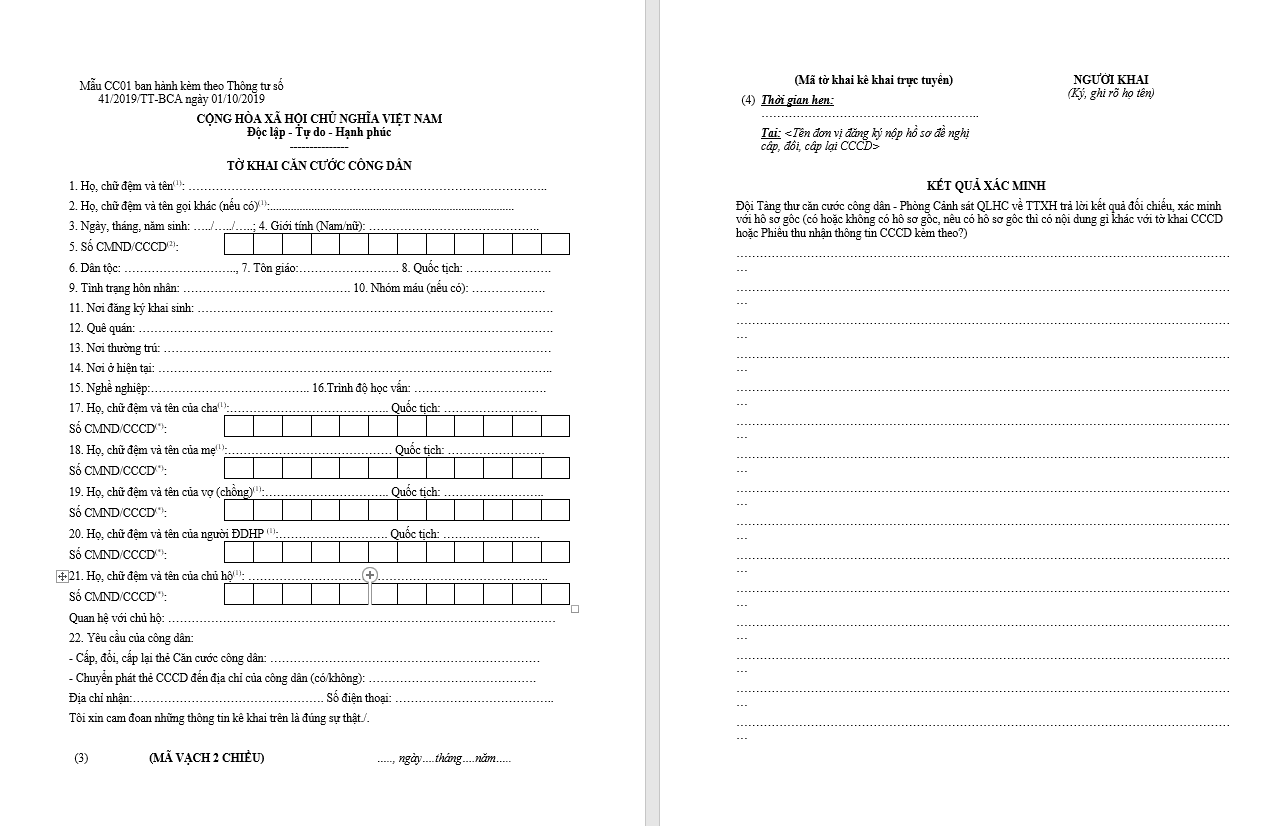 Mẫu CC01 ban hành kèm theo Thông tư số
41/2019/TT-BCA ngày 01/10/2019
CỘNG HÒA XÃ HỘI CHỦ NGHĨA VIỆT NAM
Độc lập - Tự do - Hạnh phúc
---------------
TỜ KHAI CĂN CƯỚC CÔNG DÂN
1. Họ, chữ đệm và tên(1): ……………………………………………………………………………..
2. Họ, chữ đệm và tên gọi khác (nếu có)(1):.................................................................................
3. Ngày, tháng, năm sinh: …../…../…..; 4. Giới tính (Nam/nữ): ……………………………………..
5. Số CMND/CCCD(2):
6. Dân tộc: ……………………….., 7. Tôn giáo:…………………….. 8. Quốc tịch: ………………….
9. Tình trạng hôn nhân: ……………………………………. 10. Nhóm máu (nếu có): ……………….
11. Nơi đăng ký khai sinh: ……………………………………………………………………………….
12. Quê quán: …………………………………………………………………………………………….
13. Nơi thường trú: ……………………………………………………………………………………….
14. Nơi ở hiện tại: ………………………………………………………………………………………..
15. Nghề nghiệp:………………………………….. 16.Trình độ học vấn: …………………………….
17. Họ, chữ đệm và tên của cha(1):………………………………….. Quốc tịch: ……………………
Số CMND/CCCD(*):
18. Họ, chữ đệm và tên của mẹ(1):…………………………………… Quốc tịch: …………………….
Số CMND/CCCD(*):
19. Họ, chữ đệm và tên của vợ (chồng)(1):………………………….. Quốc tịch: ……………………..
Số CMND/CCCD(*):
20. Họ, chữ đệm và tên của người ĐDHP (1):………………………. Quốc tịch: …………………….
Số CMND/CCCD(*):
21. Họ, chữ đệm và tên của chủ hộ(1): …………………………………………………………………..
Số CMND/CCCD(*):
Quan hệ với chủ hộ: ………………………………………………………………………………………
22. Yêu cầu của công dân:
- Cấp, đổi, cấp lại thẻ Căn cước công dân: ……………………………………………………………
- Chuyển phát thẻ CCCD đến địa chỉ của công dân (có/không): …………………………………….
Địa chỉ nhận:…………………………………………. Số điện thoại: …………………………………..
Tôi xin cam đoan những thông tin kê khai trên là đúng sự thật./.
(3) (MÃ VẠCH 2 CHIỀU) ....., ngày....tháng....năm.....
(Mã tờ khai kê khai trực tuyến)
(4) Thời gian hẹn:
………………………………………………..
Tại: <Tên đơn vị đăng ký nộp hồ sơ đề nghị
cấp, đổi, cấp lại CCCD>
NGƯỜI KHAI
(Ký, ghi rõ họ tên)
KẾT QUẢ XÁC MINH
Đội Tàng thư căn cước công dân - Phòng Cảnh sát QLHC về TTXH trả lời kết quả đối chiếu, xác minh
với hồ sơ gốc (có hoặc không có hồ sơ gốc, nếu có hồ sơ gốc thì có nội dung gì khác với tờ khai CCCD
hoặc Phiếu thu nhận thông tin CCCD kèm theo?)
………………………………………………………………………………………………………………
…
………………………………………………………………………………………………………………
…
………………………………………………………………………………………………………………
…
………………………………………………………………………………………………………………
…
………………………………………………………………………………………………………………
…
………………………………………………………………………………………………………………
…
………………………………………………………………………………………………………………
…
………………………………………………………………………………………………………………
…
………………………………………………………………………………………………………………
…
………………………………………………………………………………………………………………
…
………………………………………………………………………………………………………………
…
………………………………………………………………………………………………………………
…
………………………………………………………………………………………………………………
…
………………………………………………………………………………………………………………
…
………………………………………………………………………………………………………………
…